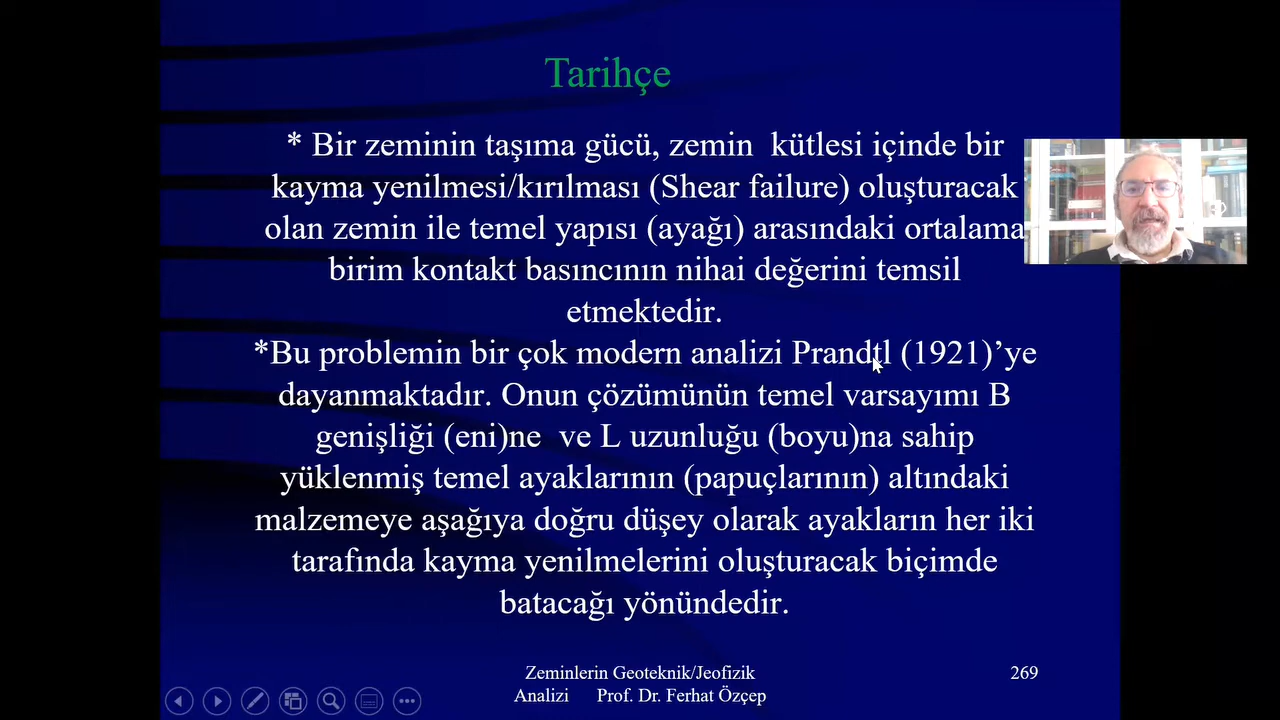 Tarihçe
* Bir zeminin taşıma gücü, zemin kütlesi içinde bir
kayma yenilmesi/kırılması (Shear failure) oluşturacak
olan zemin ile temel yapısı (ayağı) arasındaki ortalama
birim kontakt basıncının nihai değerini temsil
etmektedir.
*Bu problemin bir çok modern analizi Prandtl (1921)’ye
dayanmaktadır. Onun çözümünün temel varsayımı B
genişliği (eni)ne ve L uzunluğu (boyu)na sahip
yüklenmiş temel ayaklarının (papuçlarının) altındaki
malzemeye aşağıya doğru düşey olarak ayakların her iki
tarafında kayma yenilmelerini oluşturacak biçimde
batacağı yönündedir.
Zeminlerin Geoteknik/Jeofizik
Analizi Prof. Dr. Ferhat Özçep
269